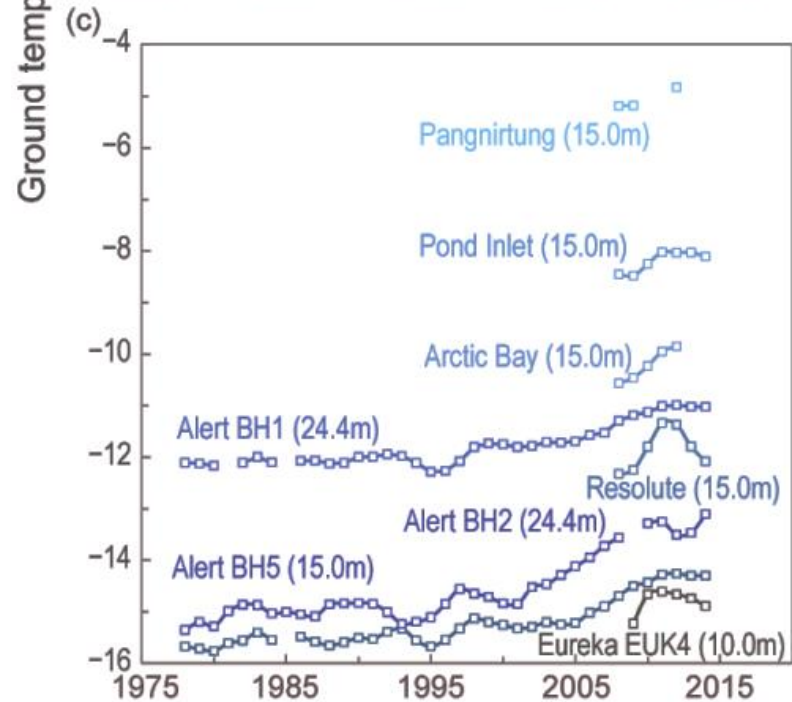 (c)
Ground temp
−4
−6
−8
−10
−12
−14
−16
Pangnirtung (15.0m)
Pond Inlet (15.0m)
Arctic Bay (15.0m)
Alert BH1 (24.4m)
Resolute (15.0m)
Alert BH2 (24.4m)
Alert BH5 (15.0m)
Eureka EUK4 (10.0m)
1975
1985
1995
2005
2015